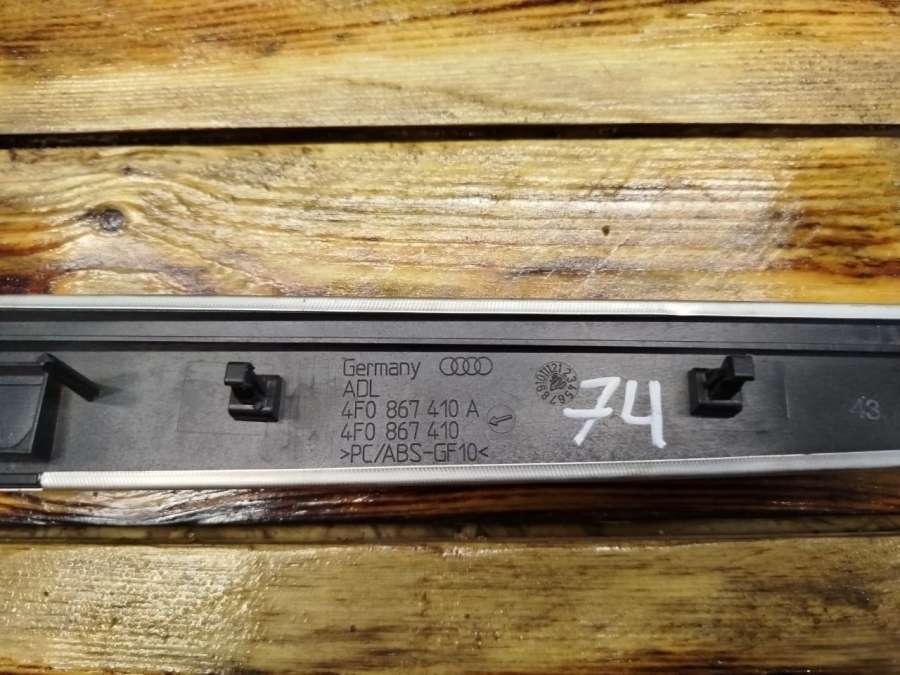 Germany
ADL
4F0 867 410 A
4F0 867 410
>PC/ABS-GF10<
74
43